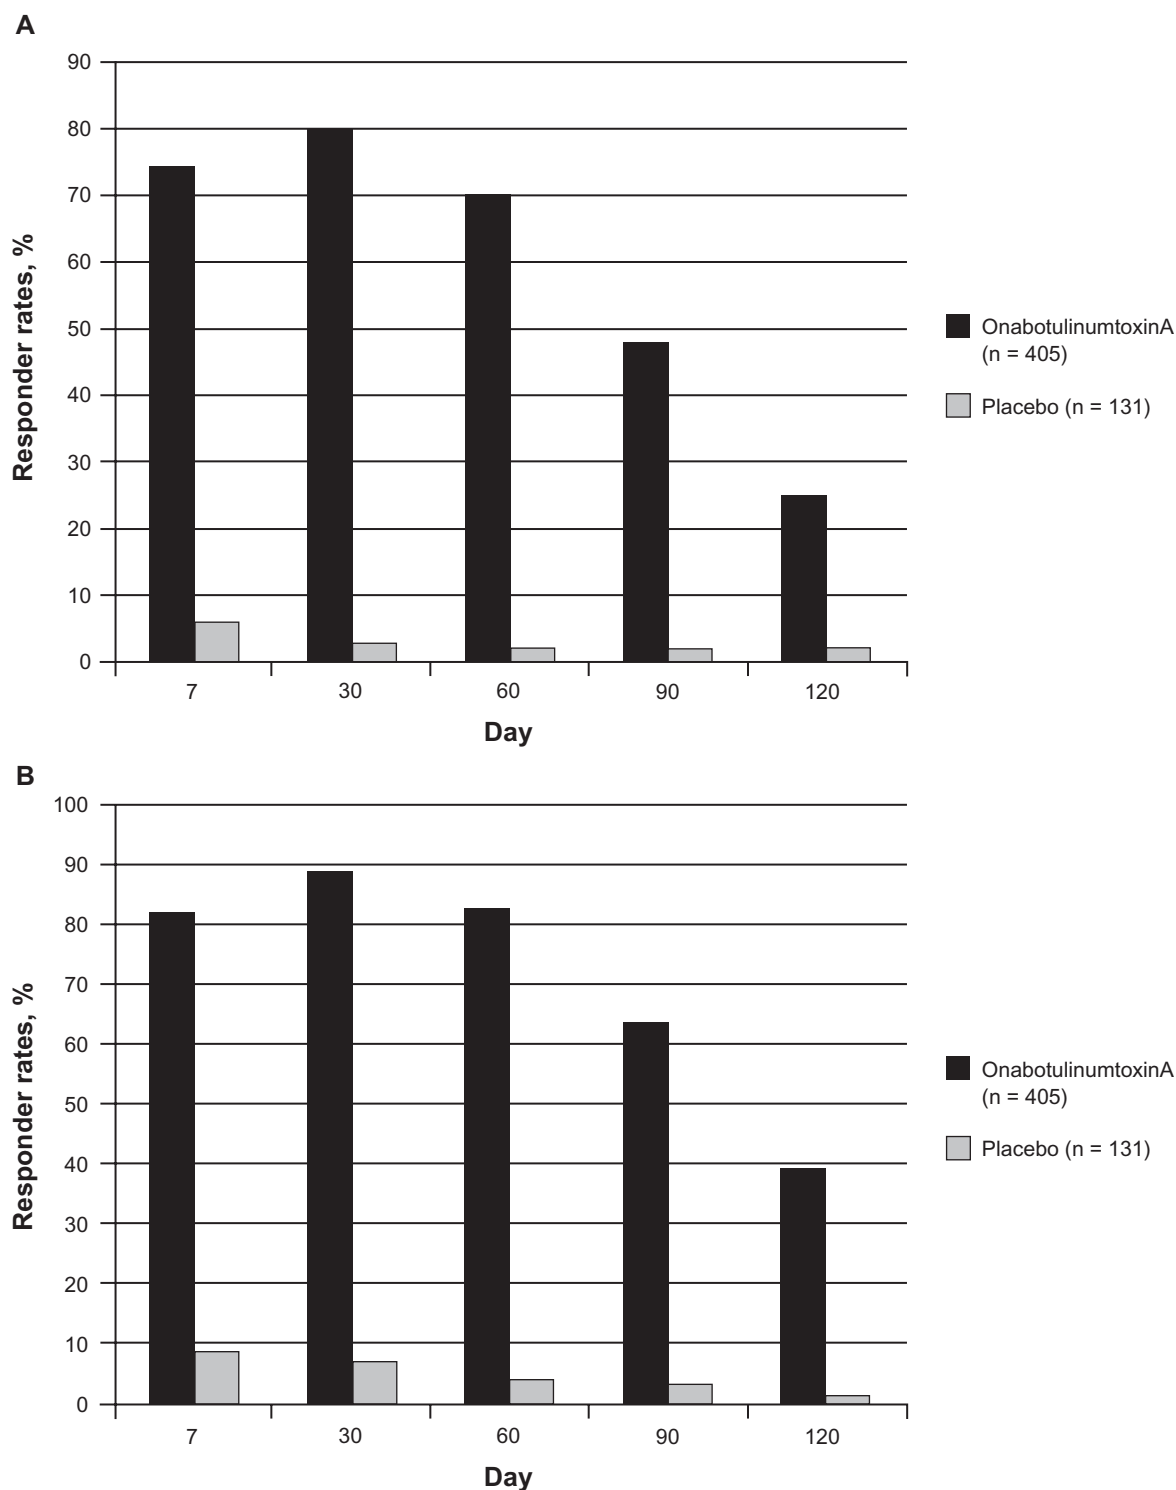 A
90
80
70
60
50
40
30
20
10
0
Responder rates, %
7 30 60 90 120
Day
OnabotulinumtoxinA
(n = 405)
Placebo (n = 131)
B
100
90
80
70
60
50
40
30
20
10
0
Responder rates, %
7 30 60 90 120
Day
OnabotulinumtoxinA
(n = 405)
Placebo (n = 131)